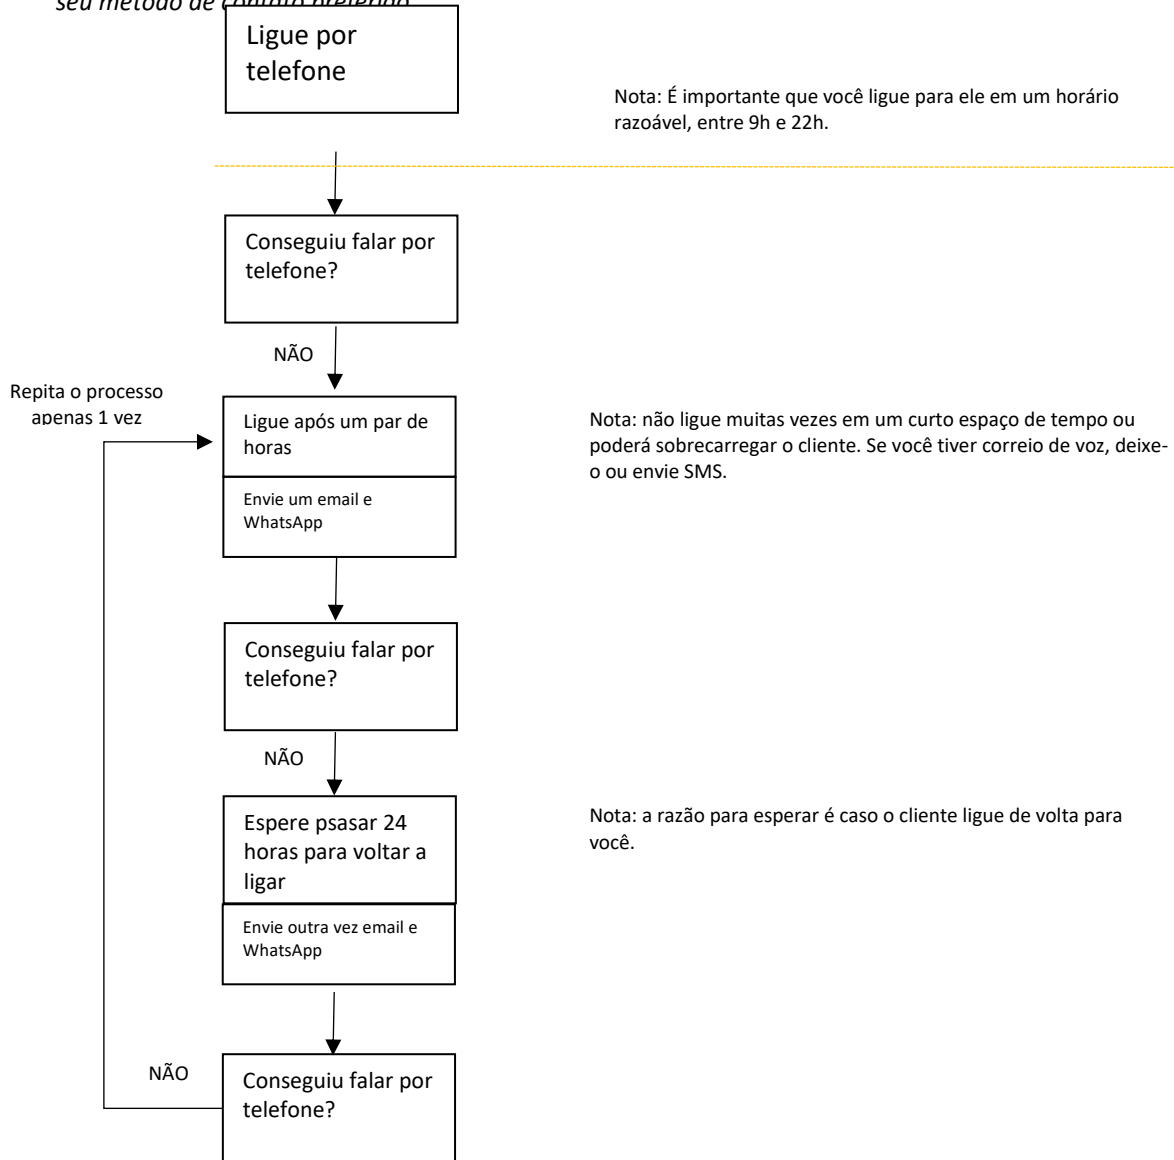 seu método de contato preferido
Ligue por
telefone
Nota: É importante que você ligue para ele em um horário
razoável, entre 9h e 22h.
Conseguiu falar por
telefone?
NÃO
Repita o processo
apenas 1 vez
Ligue após um par de
horas
Nota: não ligue muitas vezes em um curto espaço de tempo ou
poderá sobrecarregar o cliente. Se você tiver correio de voz, deixe-
o ou envie SMS.
Envie um email e
WhatsApp
Conseguiu falar por
telefone?
NÃO
Espere psasar 24
horas para voltar a
ligar
Nota: a razão para esperar é caso o cliente ligue de volta para
você.
Envie outra vez email e
WhatsApp
NÃO
Conseguiu falar por
telefone?